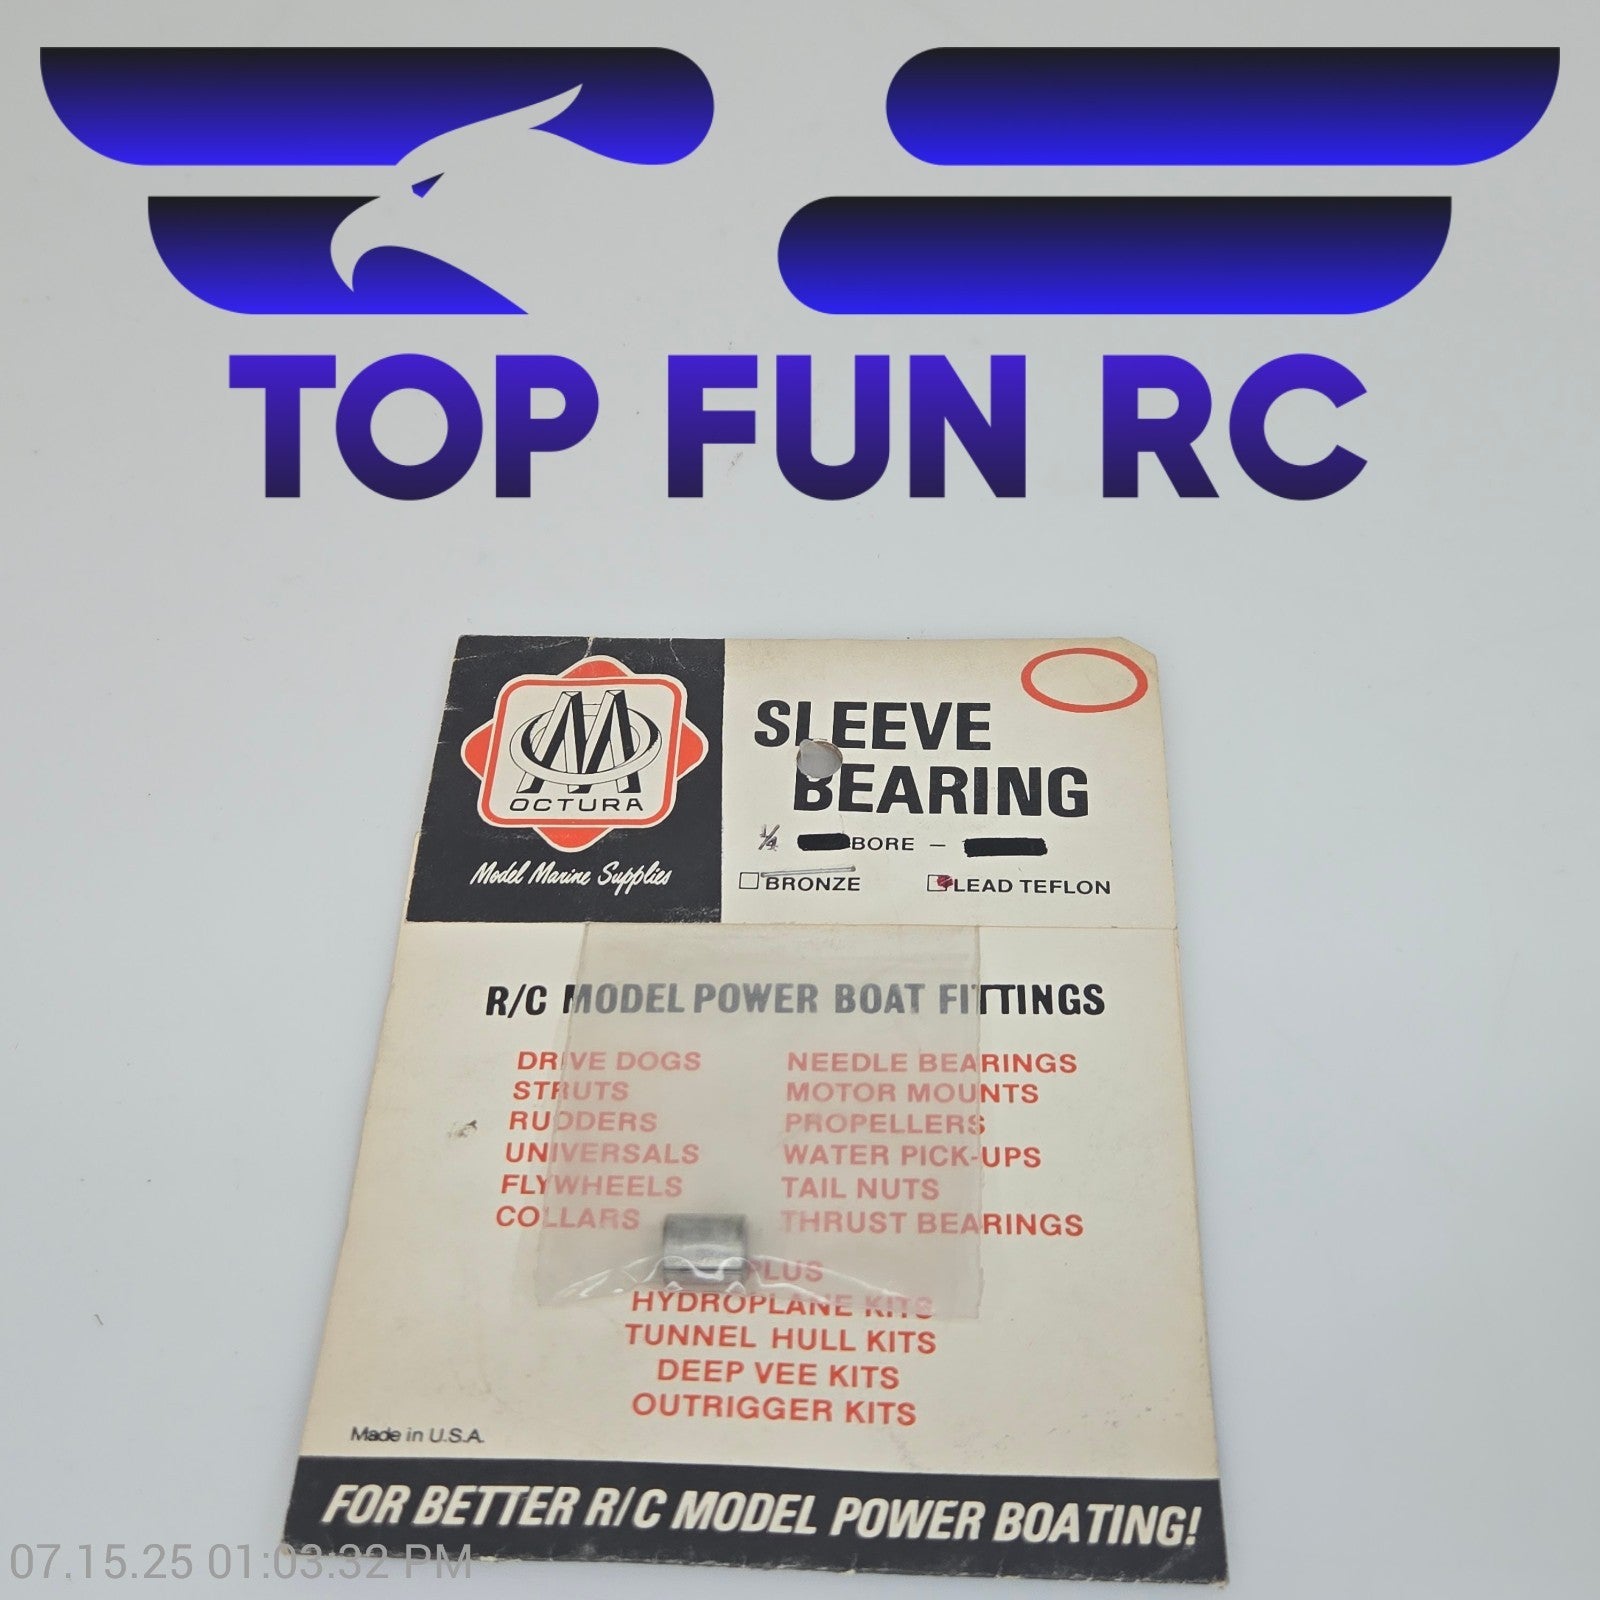 TOP FUN RC
OCTURA
Model Marine Supplies
SLEEVE
BEARING
1/4 BORE –
BRONZE
LEAD TEFLON
R/C MODEL POWER BOAT FITTINGS
DRIVE DOGS
STRUTS
RUDDERS
UNIVERSALS
FLYWHEELS
COLLARS
NEEDLE BEARINGS
MOTOR MOUNTS
PROPELLERS
WATER PICK-UPS
TAIL NUTS
THRUST BEARINGS
PLUS
HYDROPLANE KITS
TUNNEL HULL KITS
DEEP VEE KITS
OUTRIGGER KITS
Made in U.S.A.
FOR BETTER R/C MODEL POWER BOATING!
07.15.25 01:03:32 PM